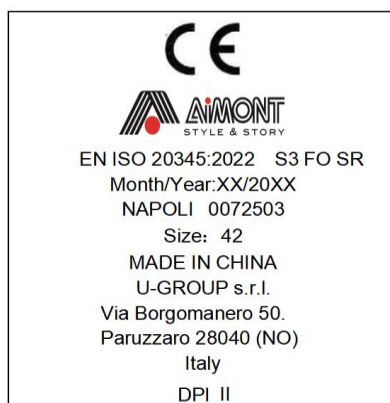 CE
AiMONT
STYLE & STORY
EN ISO 20345:2022 S3 FO SR
Month/Year:XX/20XX
NAPOLI 0072503
Size: 42
MADE IN CHINA
U-GROUP s.r.l.
Via Borgomanero 50.
Paruzzaro 28040 (NO)
Italy
DPI II